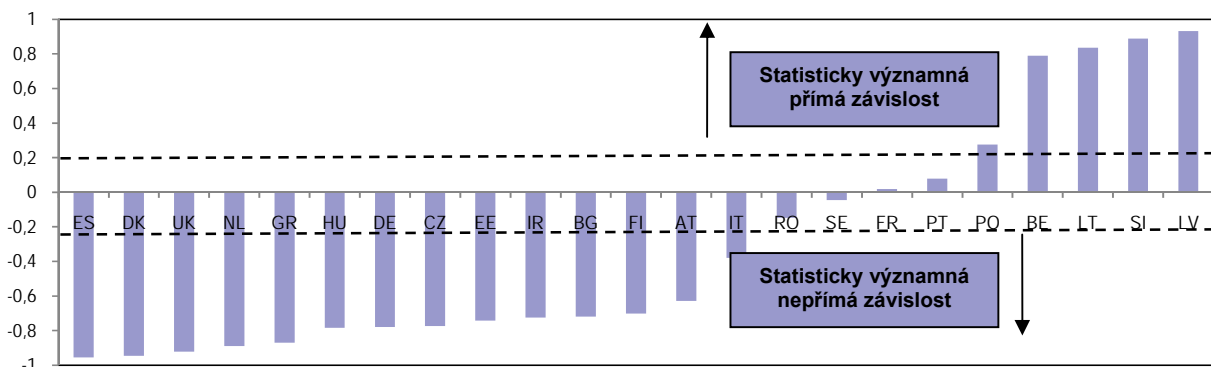 1
0,8
0,6
0,4
0,2
0
-0,2
-0,4
-0,6
-0,8
-1
Statisticky významná
přímá závislost
ES DK UK NL GR HU DE CZ EE IR BG FI AT IT RO SE FR PT PO BE LT SI LV
Statisticky významná
nepřímá závislost